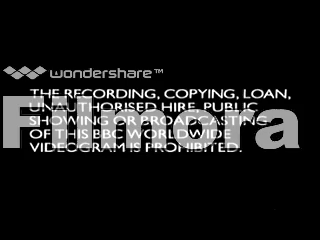 wondershare™
THE RECORDING, COPYING, LOAN,
UNAUTHORISED HIRE, PUBLIC
SHOWING OR BROADCASTING
OF THIS BBC WORLDWIDE
VIDEOGRAM IS PROHIBITED.
Filmora